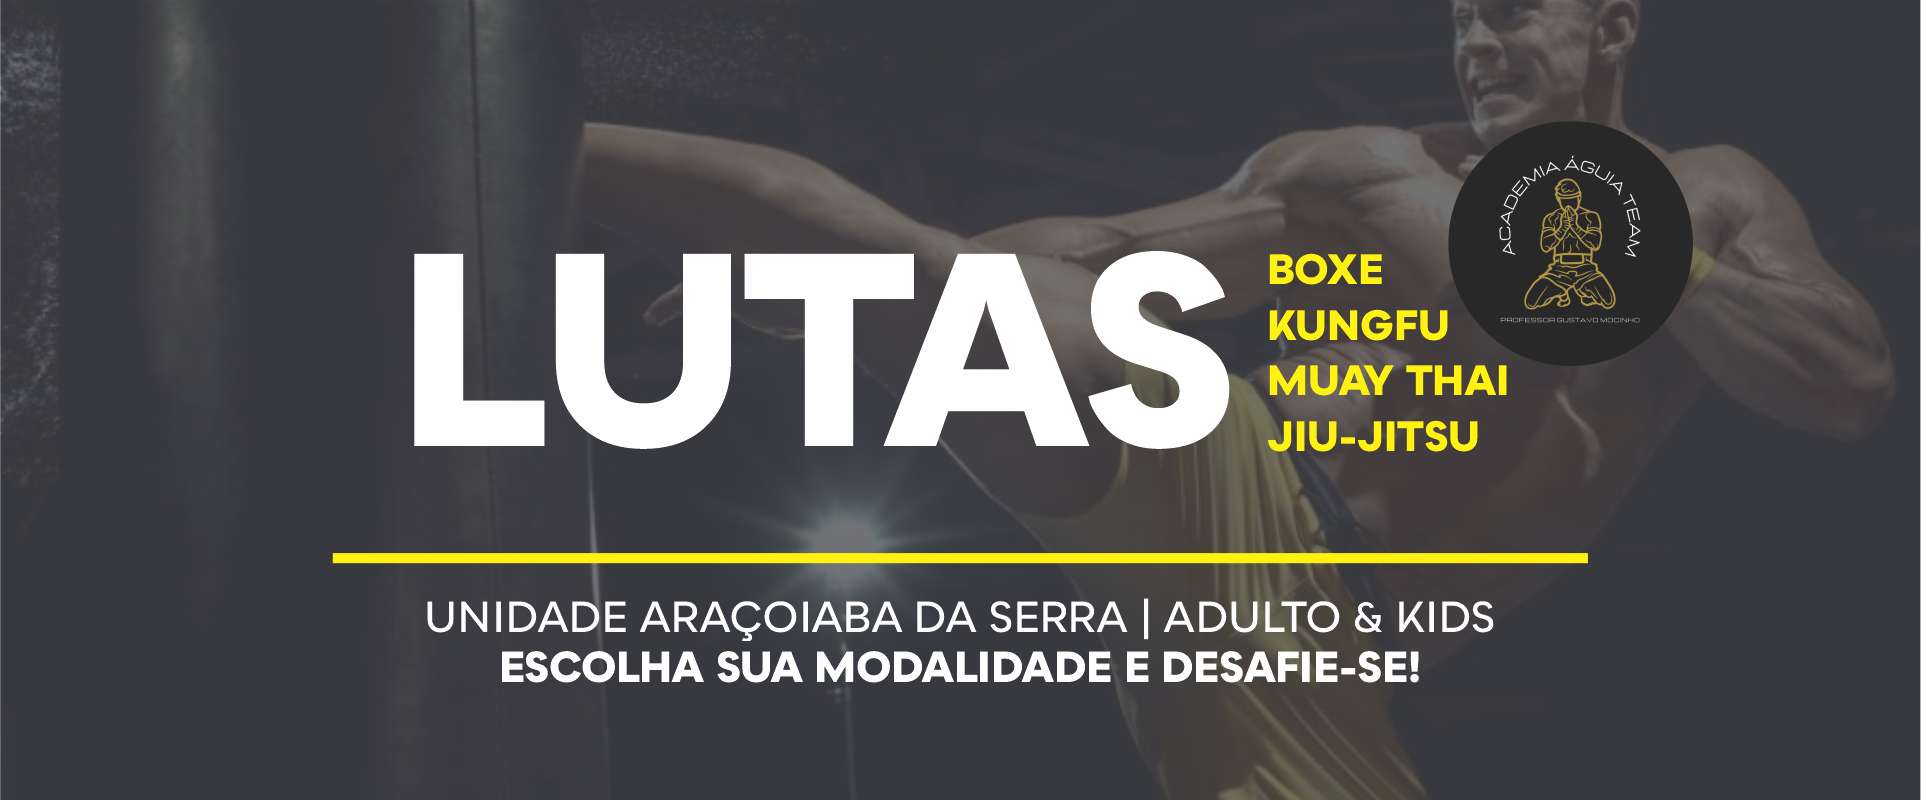 LUTAS
BOXE
KUNGFU
MUAY THAI
JIU-JITSU
ACADEMIA ÁGUIA TEAM
PROFESSOR GUSTAVO MOCINHO
UNIDADE ARAÇOIABA DA SERRA | ADULTO & KIDS
ESCOLHA SUA MODALIDADE E DESAFIE-SE!